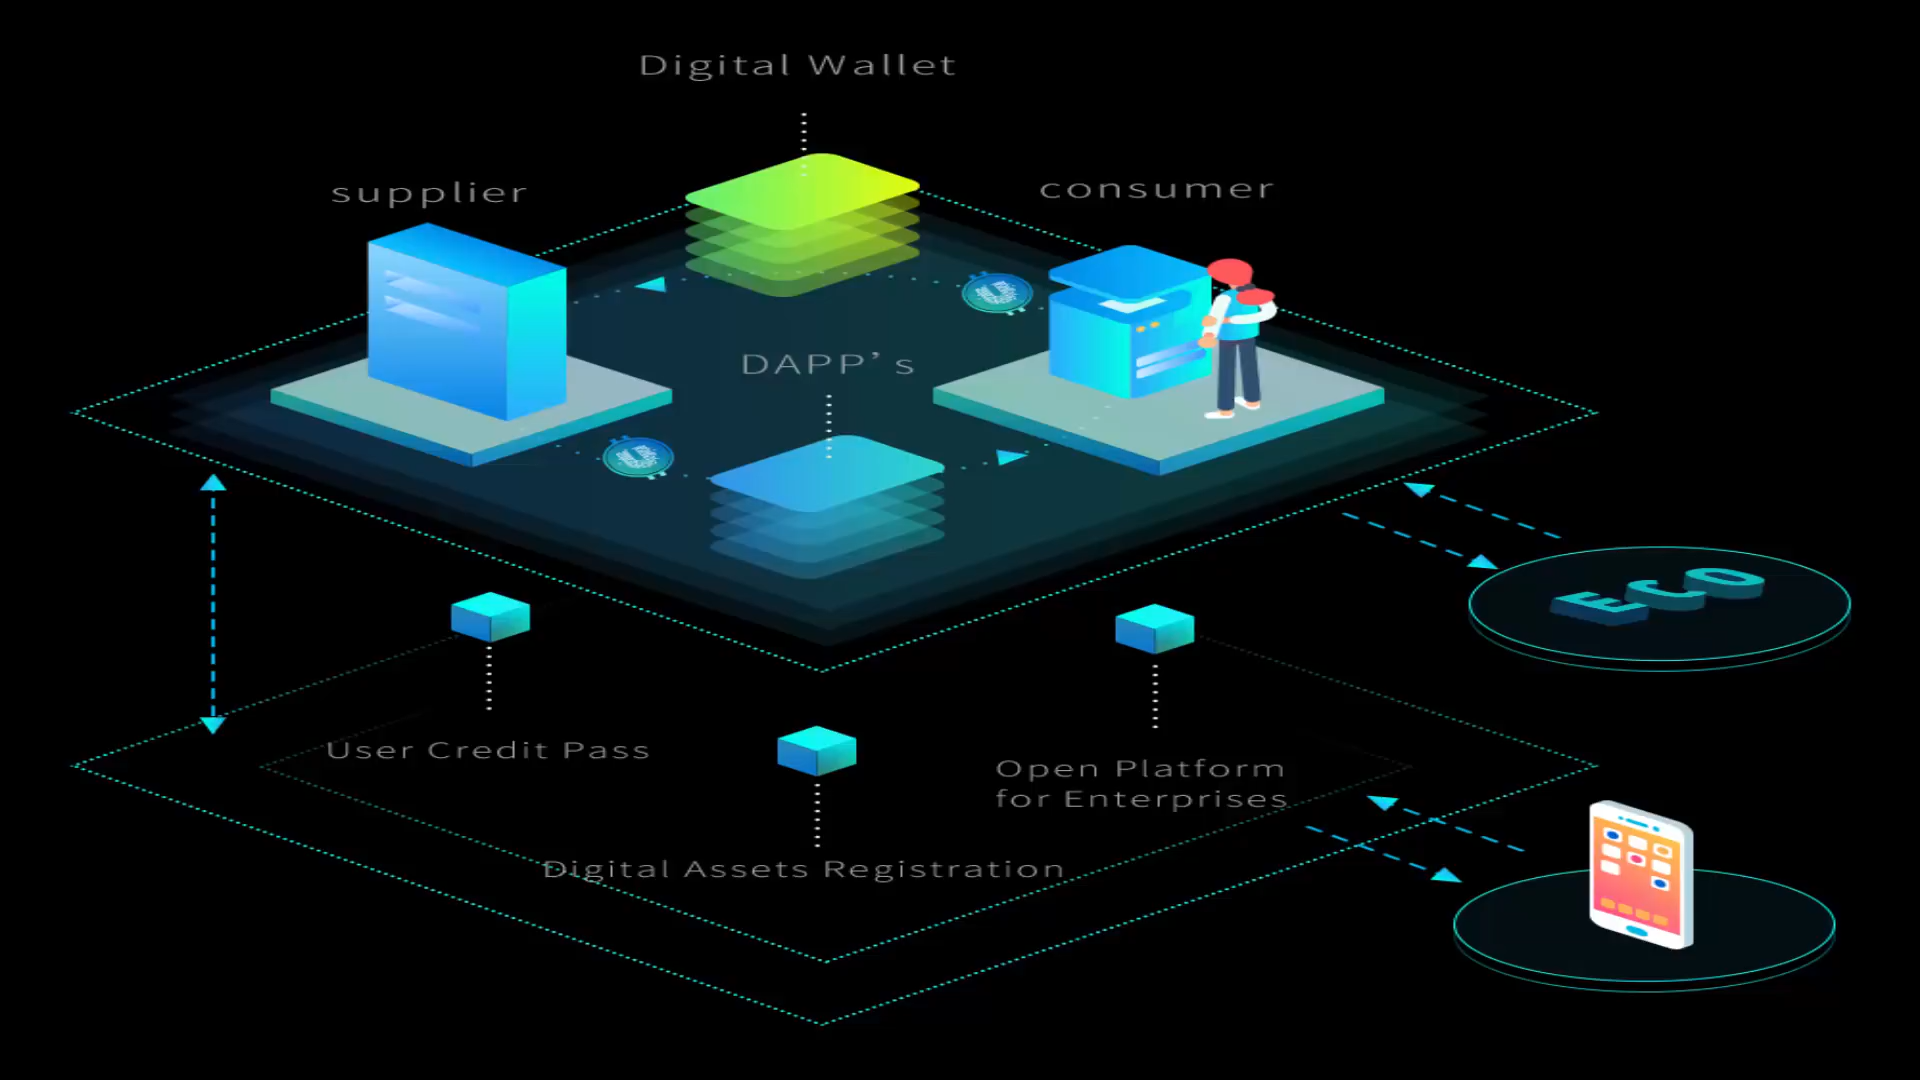 Digital Wallet
supplier
consumer
DAPP’s
ECO
User Credit Pass
Open Platform
for Enterprises
Digital Assets Registration